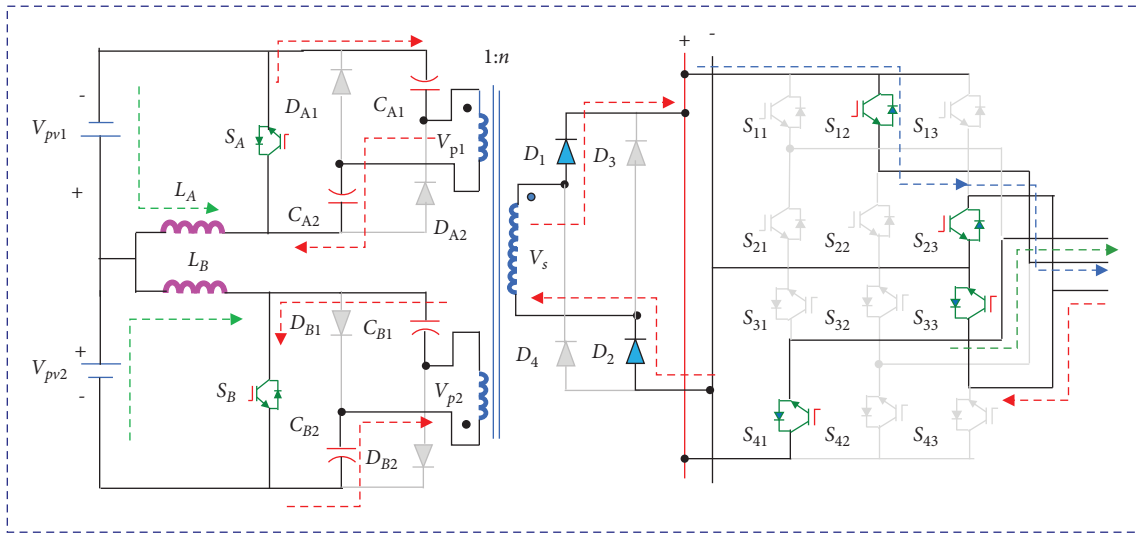 + -
1:n
-
D_A1
C_A1
S_11
S_12
S_13
V_pv1
S_A
V_p1
D_1
D_3
+
L_A
C_A2
D_A2
S_21
S_22
S_23
L_B
V_s
D_B1
C_B1
S_31
S_32
S_33
+
V_pv2
D_4
D_2
-
S_B
V_p2
C_B2
D_B2
S_41
S_42
S_43